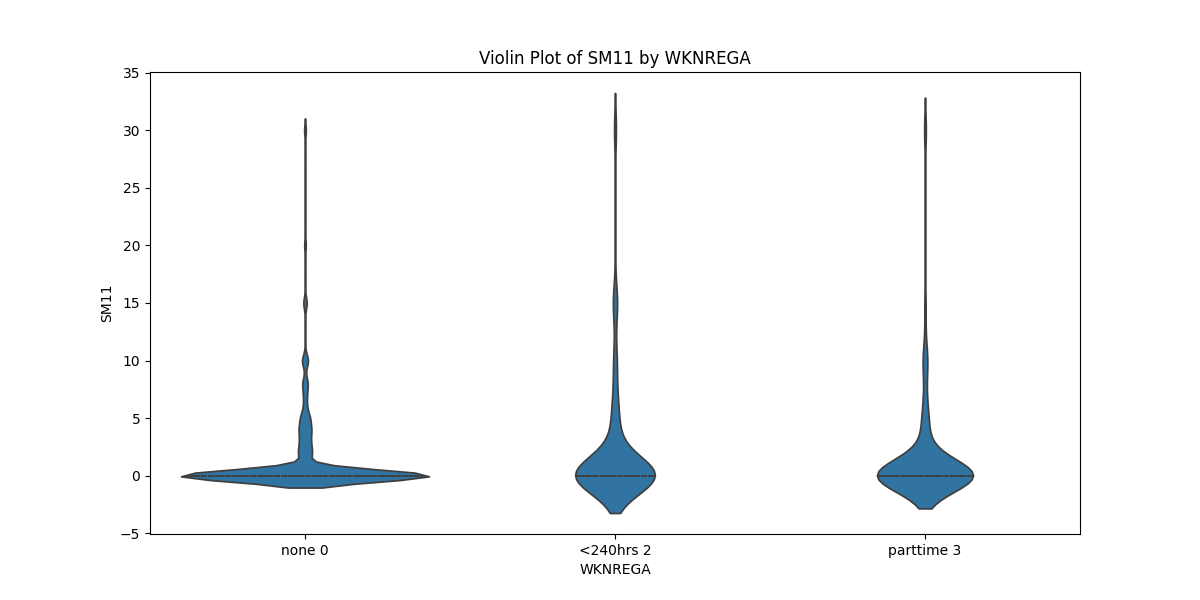 Violin Plot of SM11 by WKNREGA
35
30
25
20
15
10
5
0
−5
SM11
none 0
<240hrs 2
parttime 3
WKNREGA